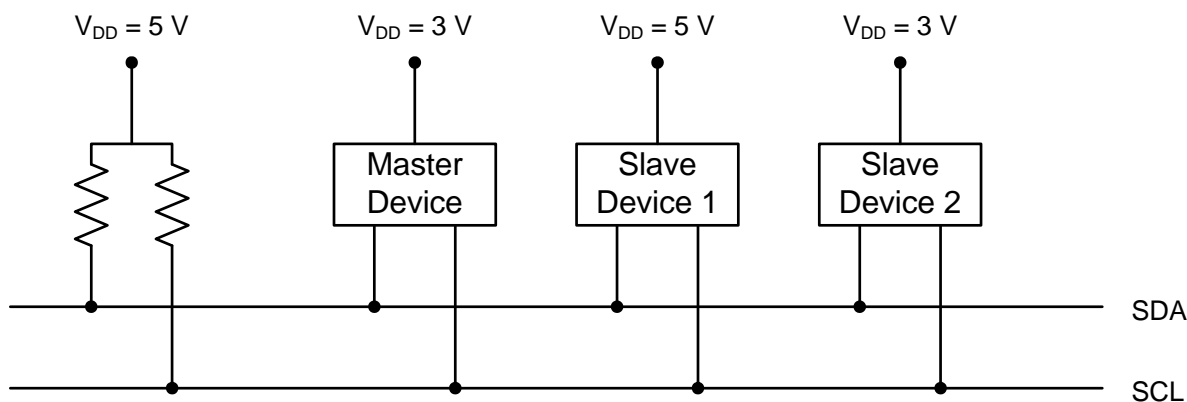 V_DD = 5 V
V_DD = 3 V
V_DD = 5 V
V_DD = 3 V
Master
Device
Slave
Device 1
Slave
Device 2
SDA
SCL